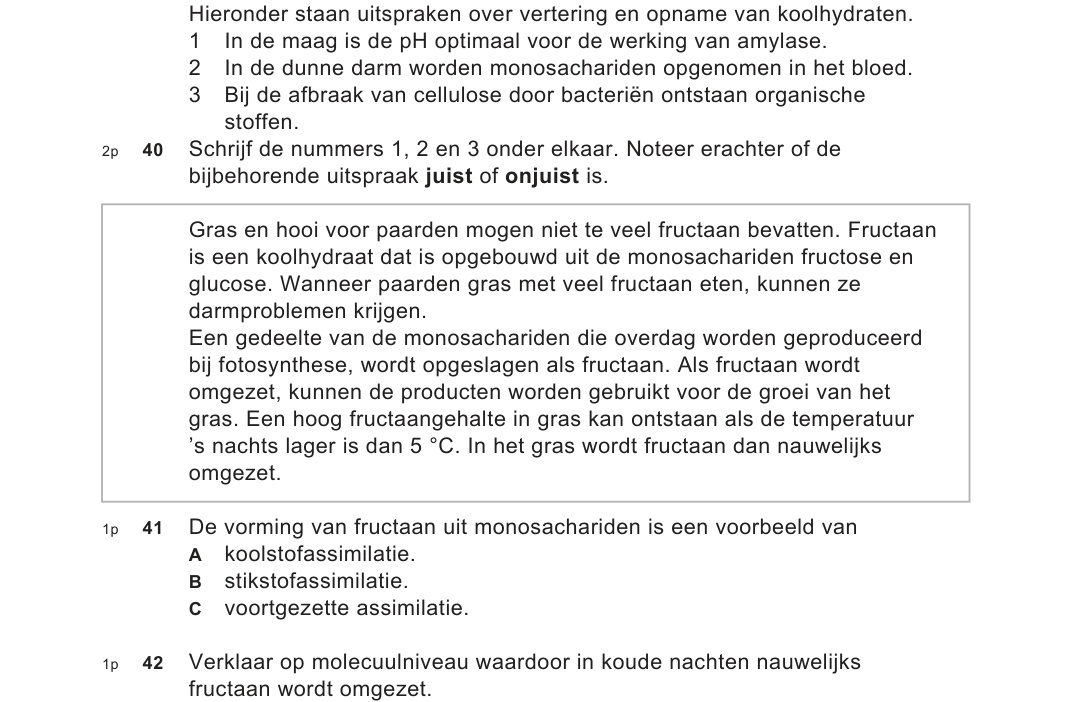 Hieronder staan uitspraken over vertering en opname van koolhydraten.
1 In de maag is de pH optimaal voor de werking van amylase.
2 In de dunne darm worden monosachariden opgenomen in het bloed.
3 Bij de afbraak van cellulose door bacteriën ontstaan organische
stoffen.
2p 40 Schrijf de nummers 1, 2 en 3 onder elkaar. Noteer erachter of de
bijbehorende uitspraak juist of onjuist is.
Gras en hooi voor paarden mogen niet te veel fructaan bevatten. Fructaan
is een koolhydraat dat is opgebouwd uit de monosachariden fructose en
glucose. Wanneer paarden gras met veel fructaan eten, kunnen ze
darmproblemen krijgen.
Een gedeelte van de monosachariden die overdag worden geproduceerd
bij fotosynthese, wordt opgeslagen als fructaan. Als fructaan wordt
omgezet, kunnen de producten worden gebruikt voor de groei van het
gras. Een hoog fructaangehalte in gras kan ontstaan als de temperatuur
’s nachts lager is dan 5 °C. In het gras wordt fructaan dan nauwelijks
omgezet.
1p 41 De vorming van fructaan uit monosachariden is een voorbeeld van
A koolstofassimilatie.
B stikstofassimilatie.
C voortgezette assimilatie.
1p 42 Verklaar op molecuulniveau waardoor in koude nachten nauwelijks
fructaan wordt omgezet.